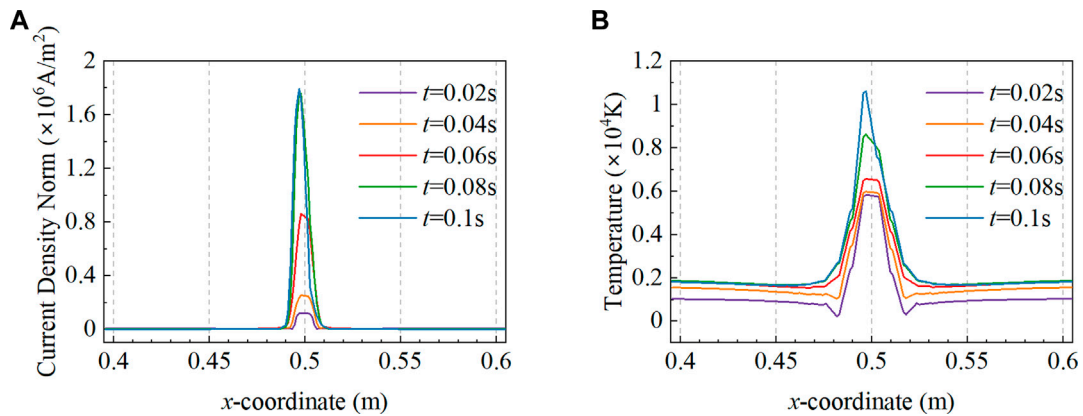 A
Current Density Norm (×10⁶A/m²)
2
1.6
1.2
0.8
0.4
0
0.4
0.45
0.5
0.55
0.6
x-coordinate (m)
t=0.02s
t=0.04s
t=0.06s
t=0.08s
t=0.1s
B
Temperature (×10⁴K)
1.2
1
0.8
0.6
0.4
0.2
0
0.4
0.45
0.5
0.55
0.6
x-coordinate (m)
t=0.02s
t=0.04s
t=0.06s
t=0.08s
t=0.1s